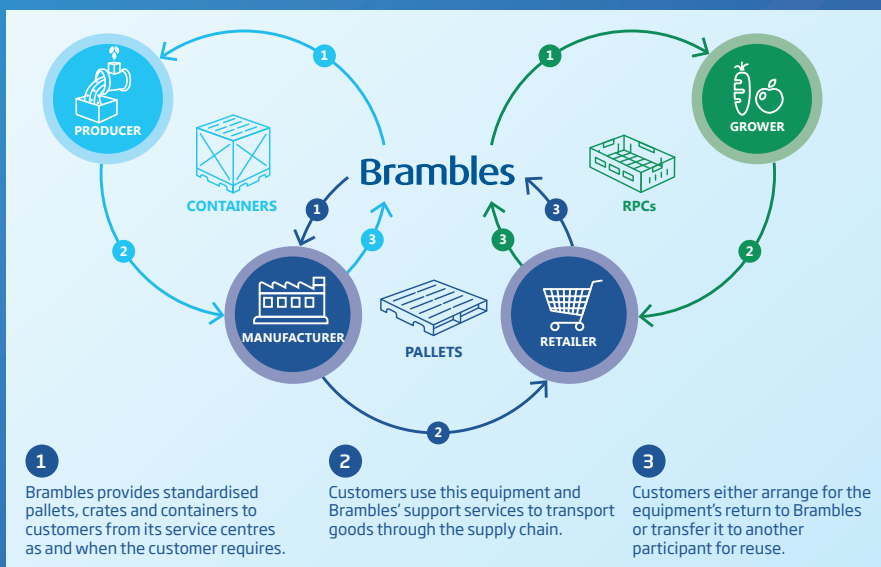 1
1
PRODUCER
GROWER
Brambles
CONTAINERS
RPCs
1
3
3
3
2
2
MANUFACTURER
RETAILER
PALLETS
2
1
Brambles provides standardised
pallets, crates and containers to
customers from its service centres
as and when the customer requires.
2
Customers use this equipment and
Brambles' support services to transport
goods through the supply chain.
3
Customers either arrange for the
equipment's return to Brambles
or transfer it to another
participant for reuse.